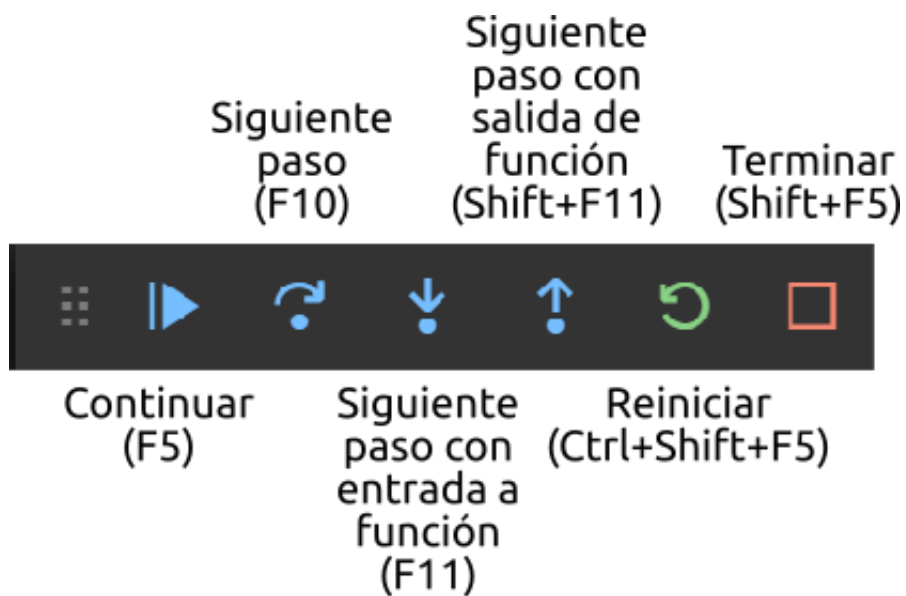 Siguiente
paso
(F10)
Siguiente
paso con
salida de
función
(Shift+F11)
Terminar
(Shift+F5)
Continuar
(F5)
Siguiente
paso con
entrada a
función
(F11)
Reiniciar
(Ctrl+Shift+F5)